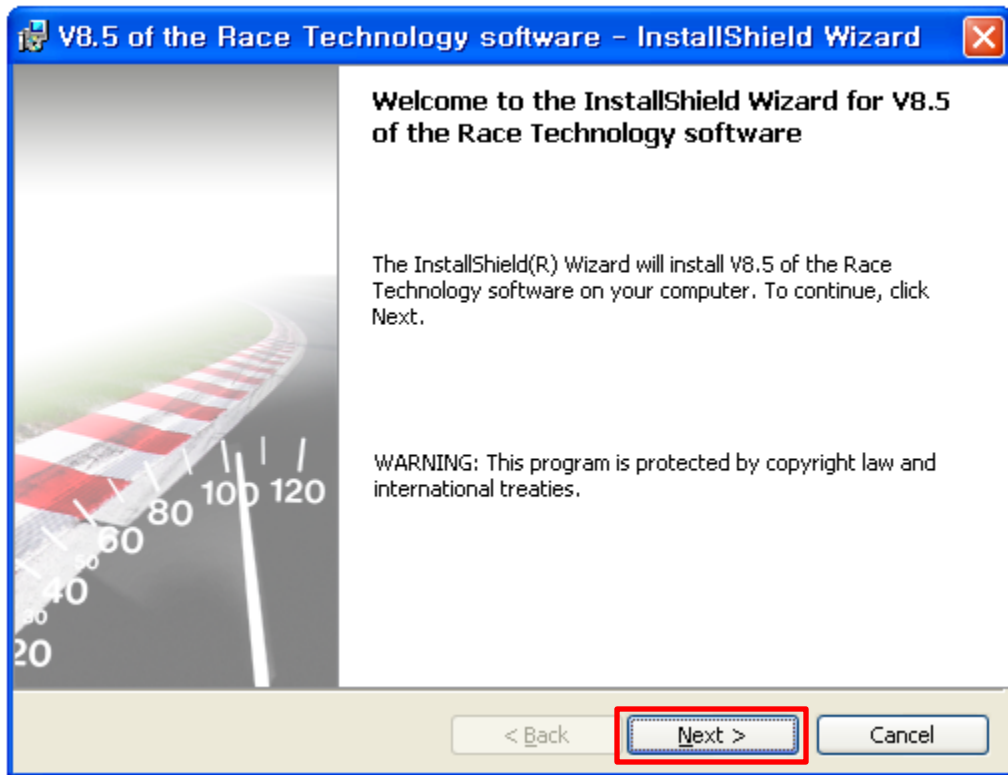 V8.5 of the Race Technology software - InstallShield Wizard
Welcome to the InstallShield Wizard for V8.5
of the Race Technology software
The InstallShield(R) Wizard will install V8.5 of the Race
Technology software on your computer. To continue, click
Next.
WARNING: This program is protected by copyright law and
international treaties.
120
100
80
60
50
40
30
20
< Back
Next >
Cancel